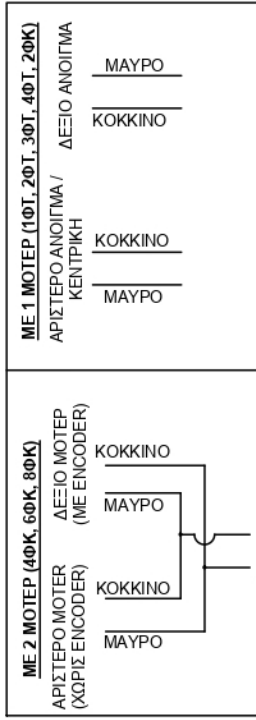 ΜΕ 1 ΜΟΤΕΡ (1ΦΤ, 2ΦΤ, 3ΦΤ, 4ΦΤ, 2ΦΚ)
ΑΡΙΣΤΕΡΟ ΑΝΟΙΓΜΑ /
ΚΕΝΤΡΙΚΗ
ΜΑΥΡΟ
ΚΟΚΚΙΝΟ
ΔΕΞΙΟ ΑΝΟΙΓΜΑ
ΚΟΚΚΙΝΟ
ΜΑΥΡΟ
ΜΕ 2 ΜΟΤΕΡ (4ΦΚ, 6ΦΚ, 8ΦΚ)
ΑΡΙΣΤΕΡΟ ΜΟΤΕR
(ΧΩΡΙΣ ENCODER)
ΜΑΥΡΟ
ΚΟΚΚΙΝΟ
ΔΕΞΙΟ ΜΟΤΕΡ
(ΜΕ ENCODER)
ΜΑΥΡΟ
ΚΟΚΚΙΝΟ